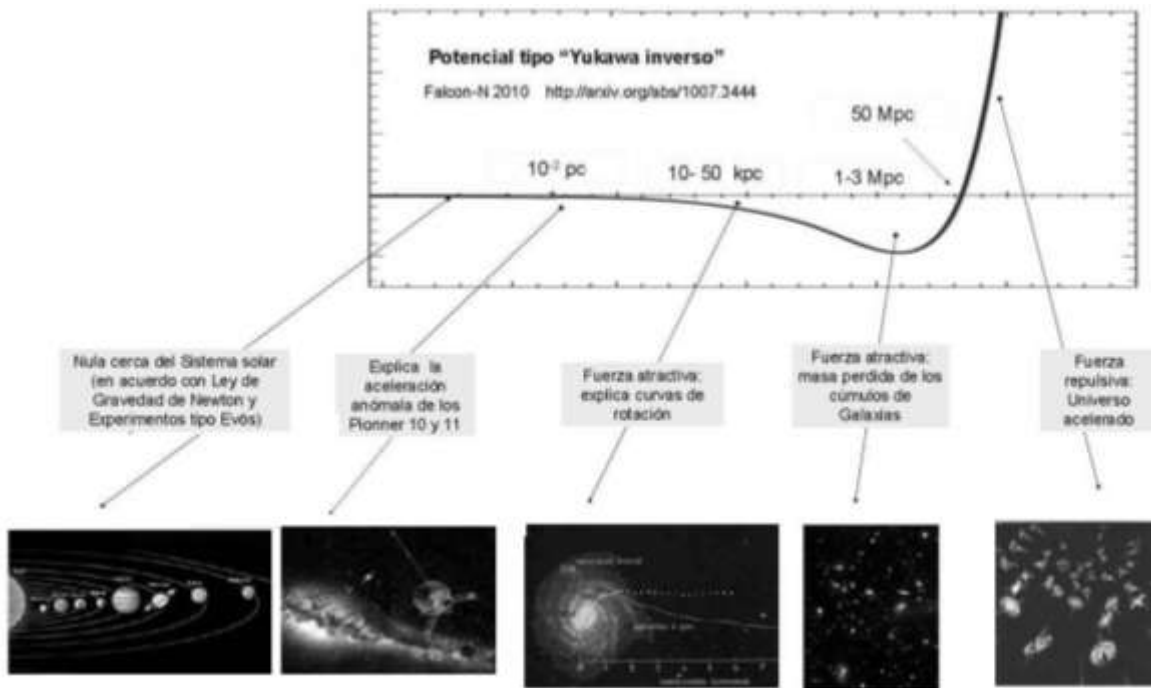 Potencial tipo “Yukawa inverso”
Falcon-N 2010 http://arxiv.org/abs/1007.3444
50 Mpc
10⁻² pc
10- 50 kpc
1-3 Mpc
Nula cerca del Sistema solar
(en acuerdo con Ley de
Gravedad de Newton y
Experimentos tipo Evös)
Explica la
aceleración
anómala de los
Pionner 10 y 11
Fuerza atractiva:
explica curvas de
rotación
Fuerza atractiva:
masa perdida de los
cúmulos de
Galaxias
Fuerza
repulsiva:
Universo
acelerado